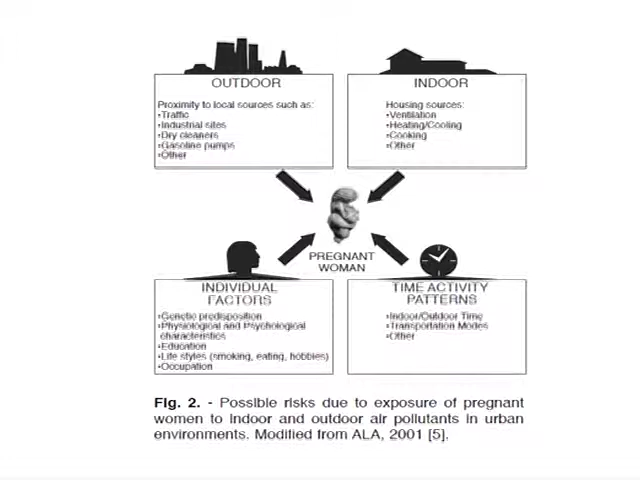 OUTDOOR
Proximity to local sources such as:
•Traffic
•Industrial sites
•Dry cleaners
•Gasoline pumps
•Other
INDOOR
Housing sources:
•Ventilation
•Heating/Cooling
•Cooking
•Other
PREGNANT
WOMAN
INDIVIDUAL
FACTORS
•Genetic predisposition
•Physiological and Psychological
characteristics
•Education
•Life styles (smoking, eating, hobbies)
•Occupation
TIME ACTIVITY
PATTERNS
•Indoor/Outdoor Time
•Transportation Modes
•Other
Fig. 2. - Possible risks due to exposure of pregnant
women to indoor and outdoor air pollutants in urban
environments. Modified from ALA, 2001 [5].